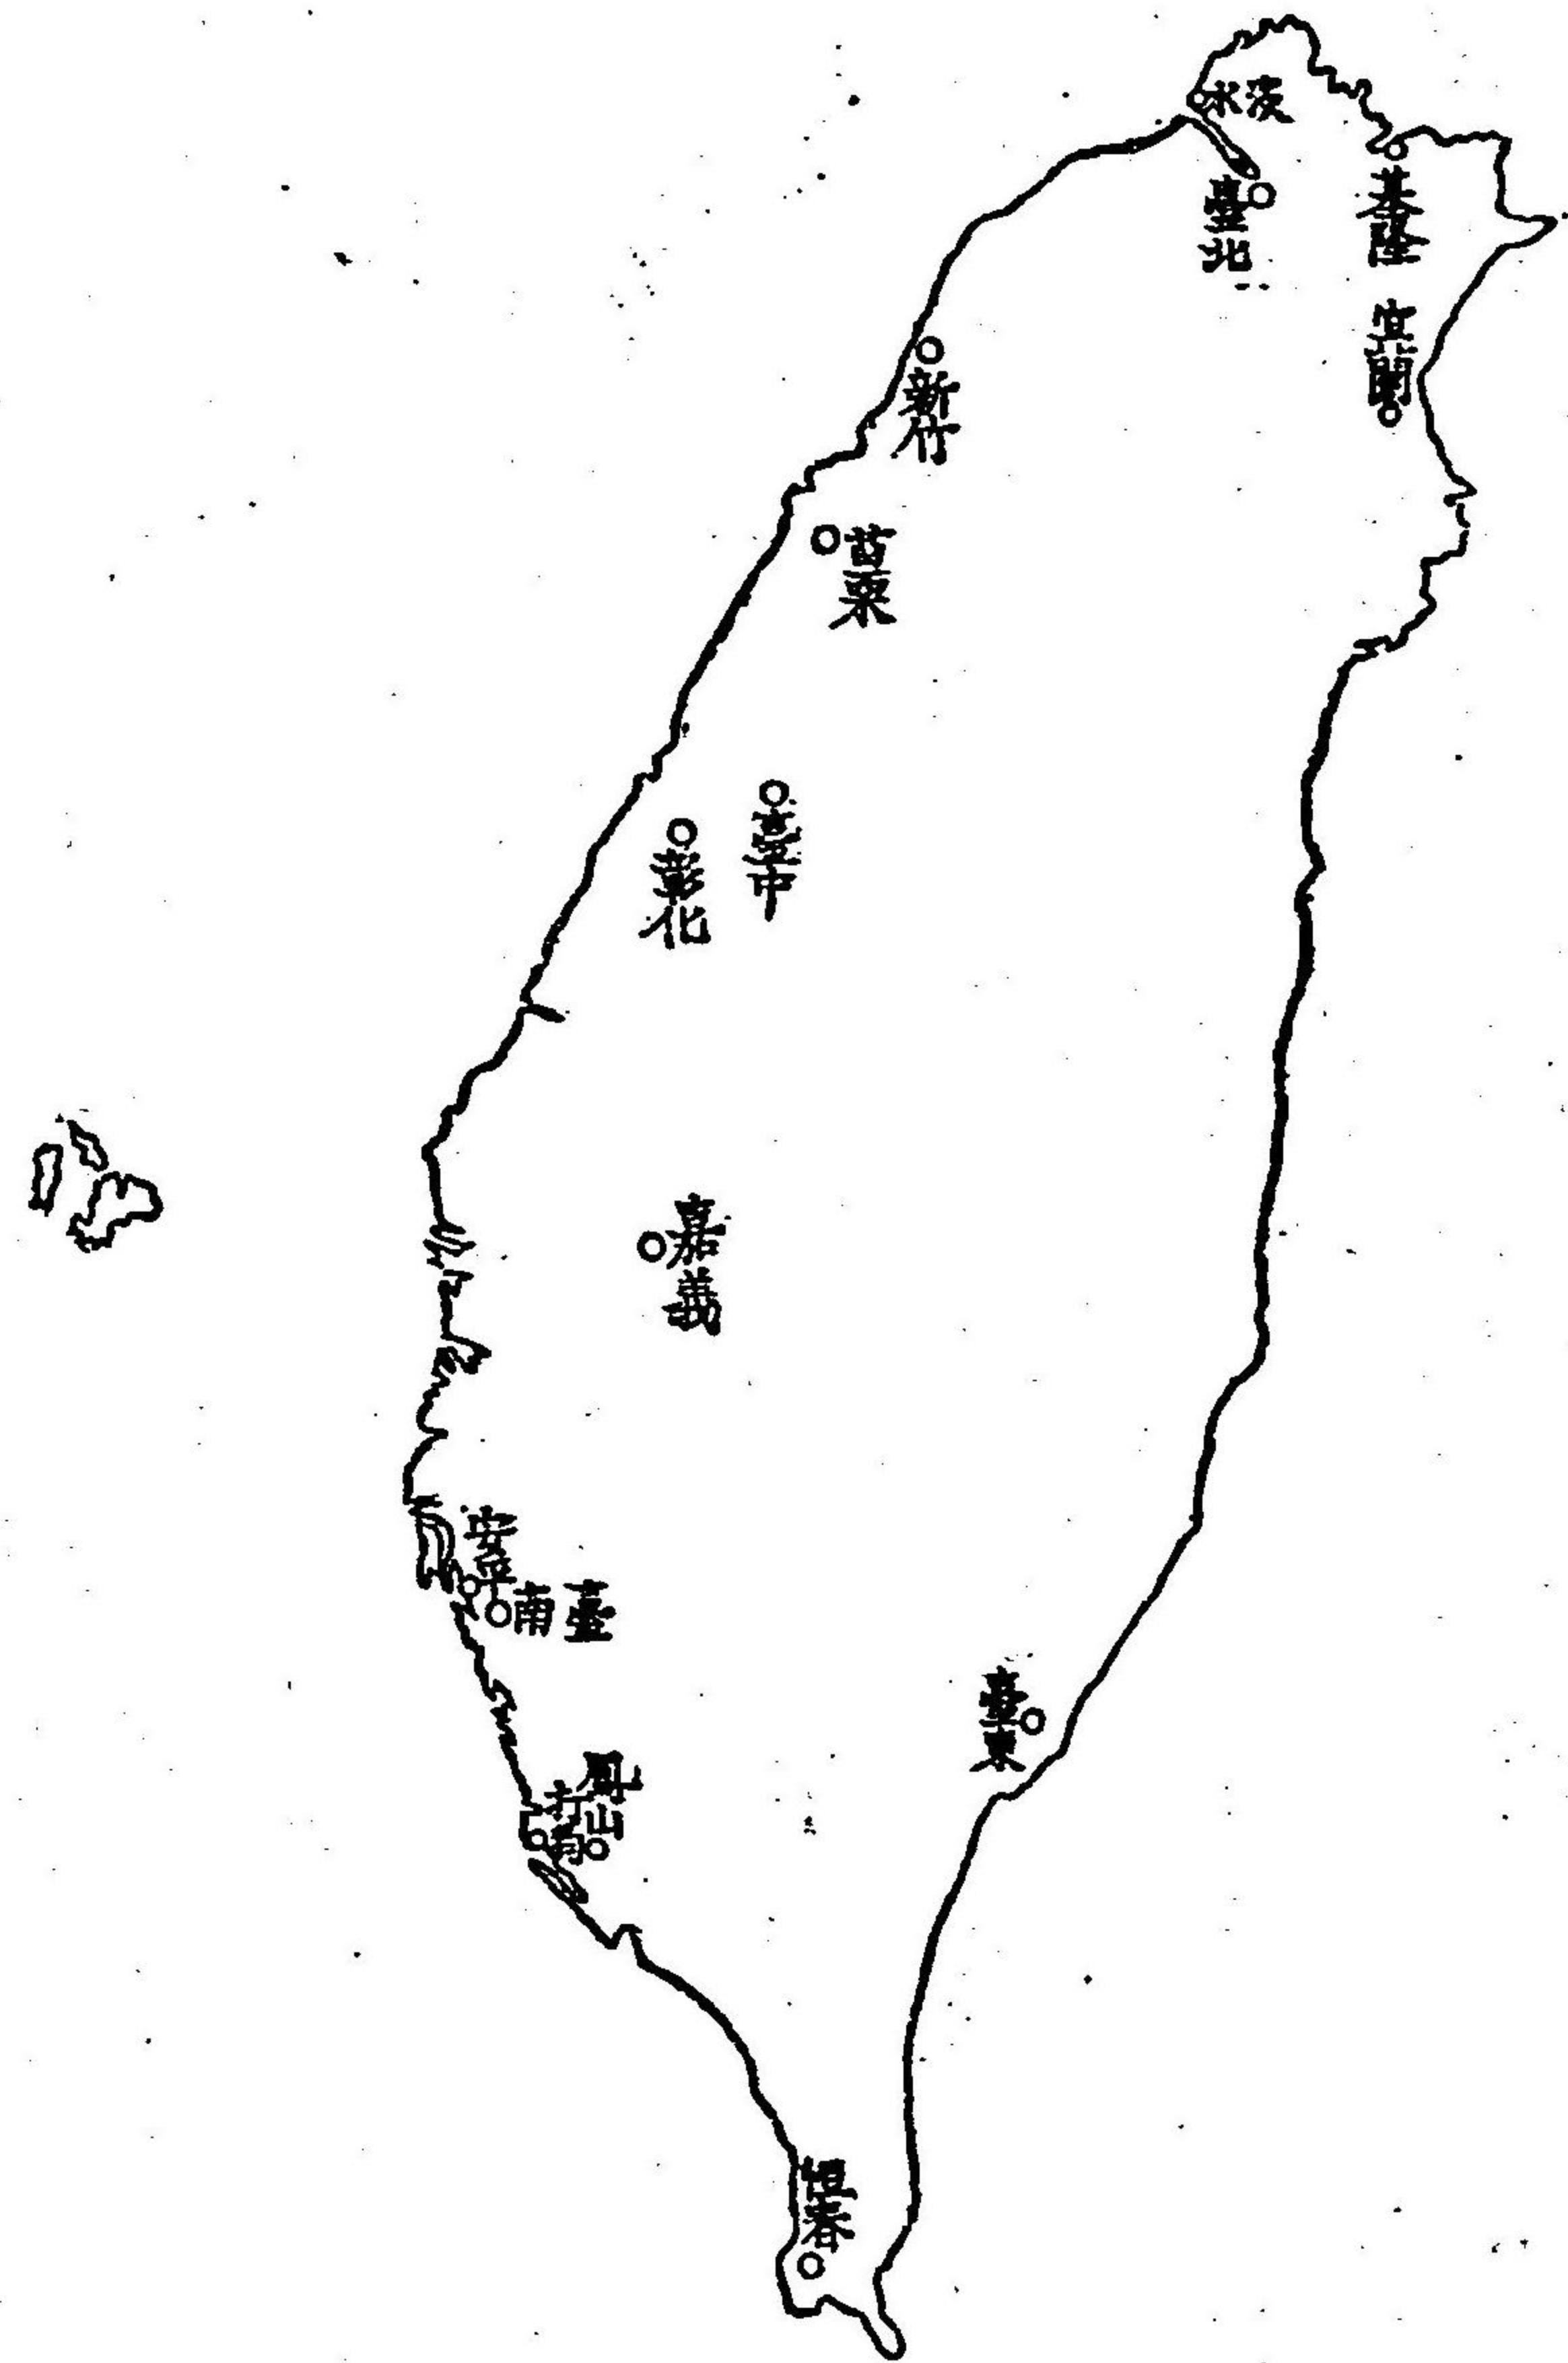 淡水
臺北
基隆
宜蘭
新竹
苗栗
臺中
彰化
嘉義
安平
臺南
臺東
鳳山
打狗
恒春